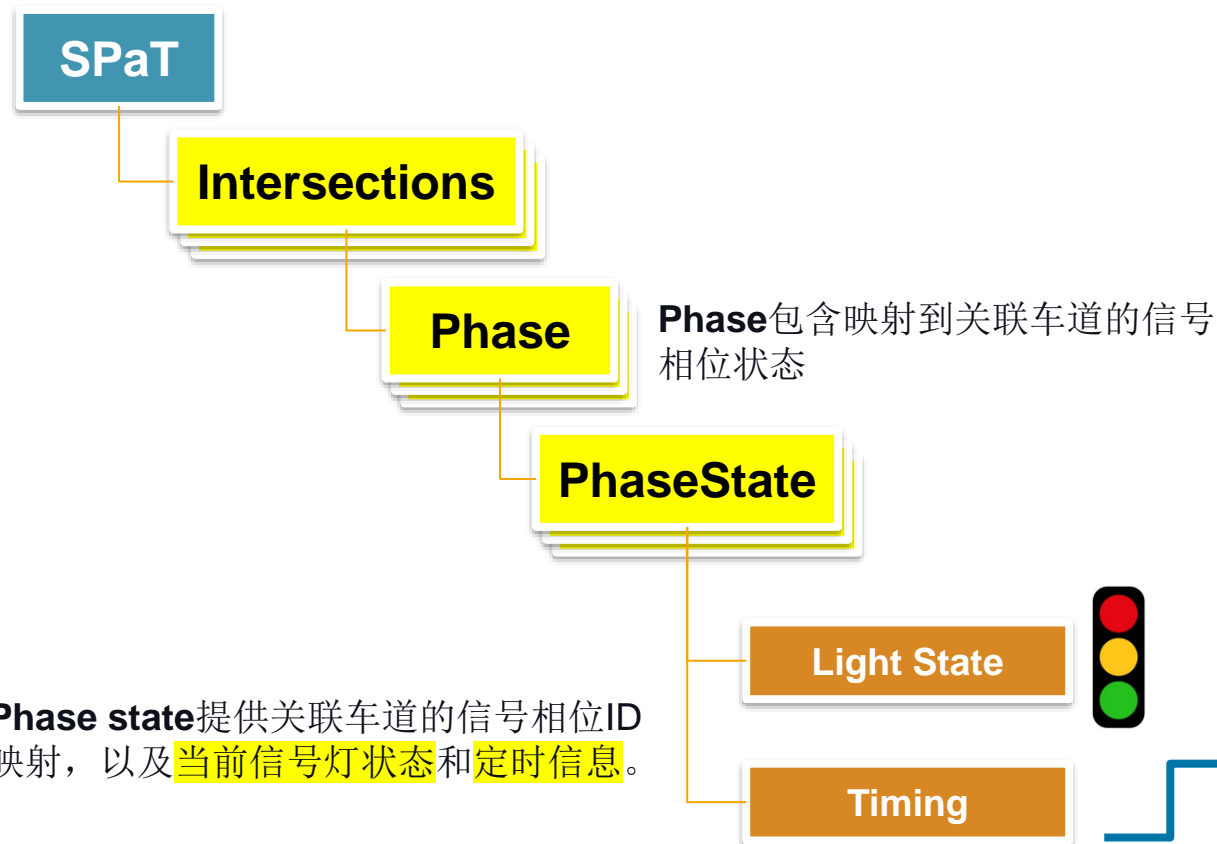 SPaT
Intersections
Phase
Phase包含映射到关联车道的信号
相位状态
PhaseState
Light State
Phase state提供关联车道的信号相位ID
映射，以及当前信号灯状态和定时信息。
Timing